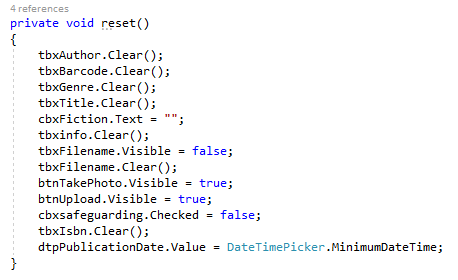 4 references
private void reset()
{
tbxAuthor.Clear();
tbxBarcode.Clear();
tbxGenre.Clear();
tbxTitle.Clear();
cbxFiction.Text = "";
tbxinfo.Clear();
tbxFilename.Visible = false;
tbxFilename.Clear();
btnTakePhoto.Visible = true;
btnUpload.Visible = true;
cbxsafeguarding.Checked = false;
tbxIsbn.Clear();
dtpPublicationDate.Value = DateTimePicker.MinimumDateTime;
}